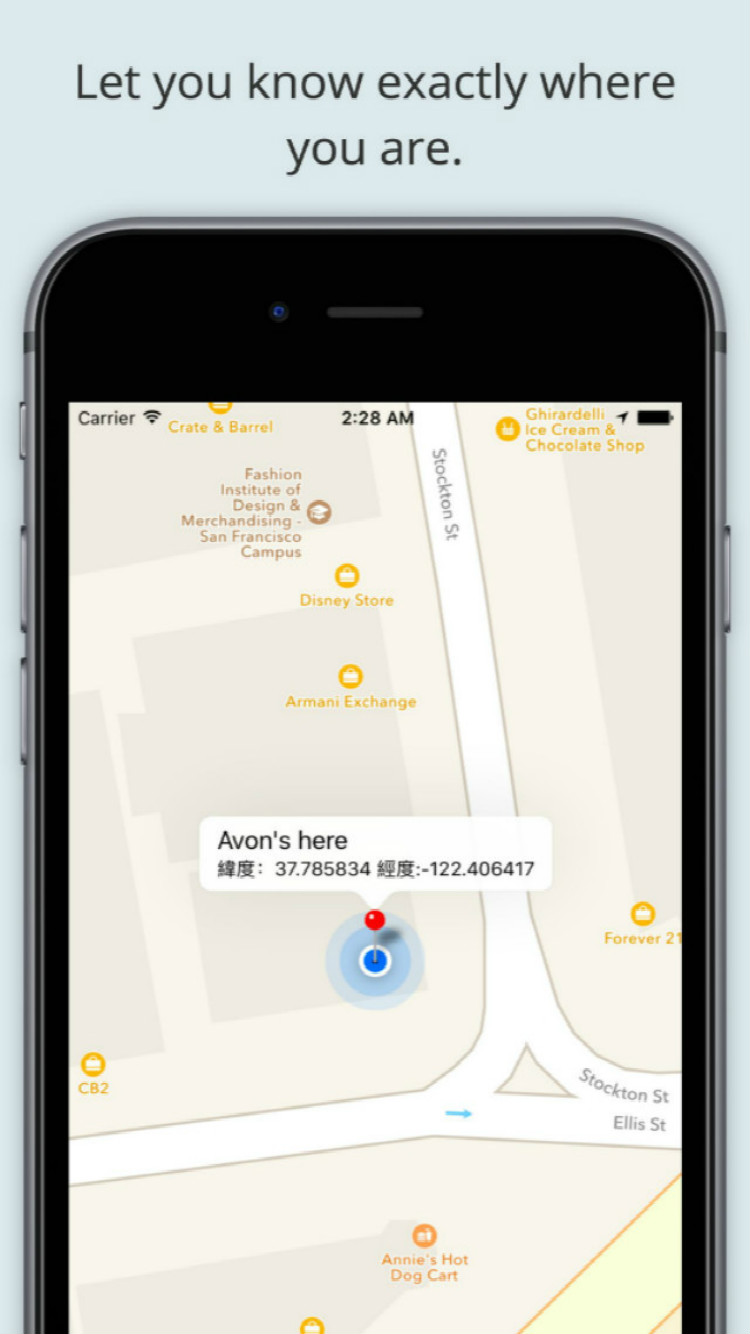 Let you know exactly where
you are.
Carrier
2:28 AM
Crate & Barrel
Ghirardelli
Ice Cream &
Chocolate Shop
Stockton St
Fashion
Institute of
Design &
Merchandising -
San Francisco
Campus
Disney Store
Armani Exchange
Avon's here
緯度：37.785834 經度:-122.406417
Forever 21
CB2
Stockton St
Ellis St
Annie's Hot
Dog Cart